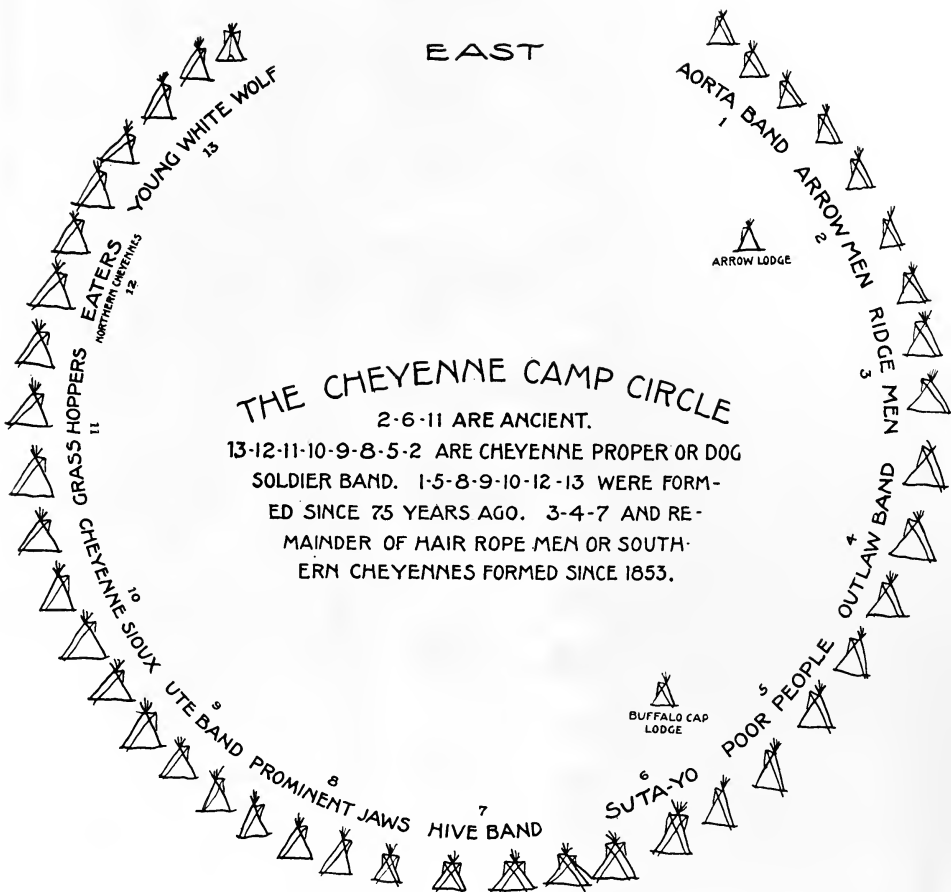 EAST
AORTA BAND
1
ARROW MEN
2
ARROW LODGE
RIDGE MEN
3
OUTLAW BAND
4
POOR PEOPLE
5
BUFFALO CAP
LODGE
SUTA-YO
6
HIVE BAND
7
PROMINENT JAWS
8
UTE BAND
9
CHEYENNE SIOUX
10
GRASS HOPPERS
11
EATERS
NORTHERN CHEYENNES
12
YOUNG WHITE WOLF
13
THE CHEYENNE CAMP CIRCLE
2-6-11 ARE ANCIENT.
13-12-11-10-9-8-5-2 ARE CHEYENNE PROPER OR DOG
SOLDIER BAND. 1-5-8-9-10-12-13 WERE FORM-
ED SINCE 75 YEARS AGO. 3-4-7 AND RE-
MAINDER OF HAIR ROPE MEN OR SOUTH-
ERN CHEYENNES FORMED SINCE 1853.